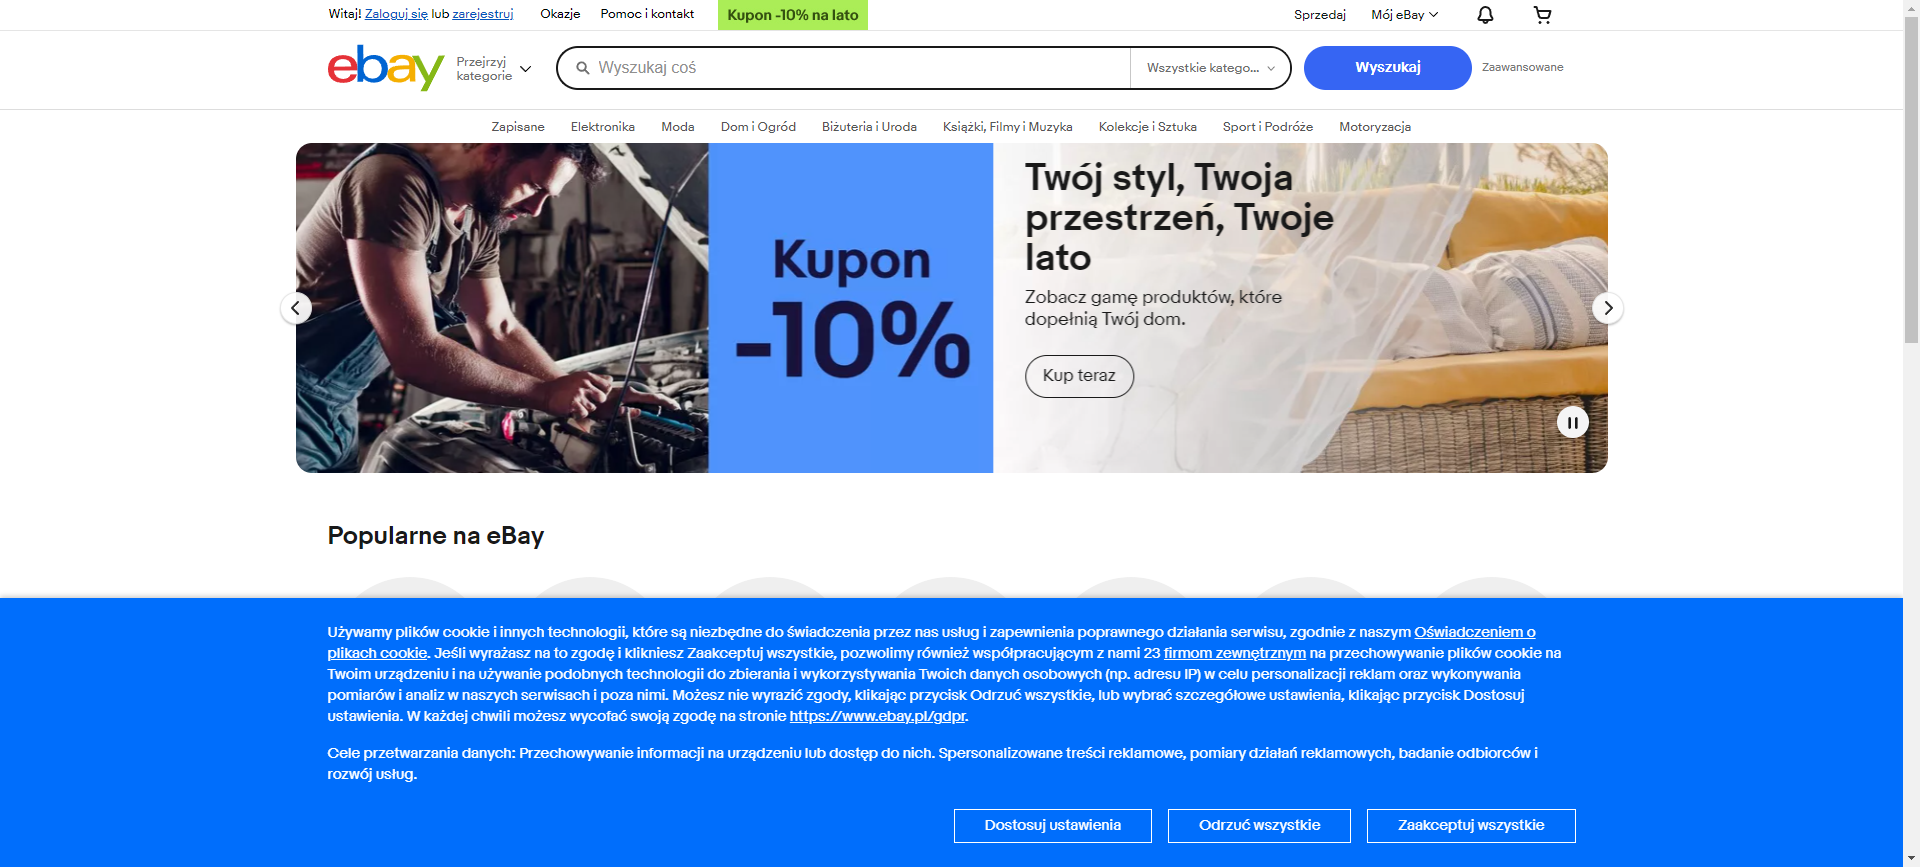 Witaj! Zaloguj się lub zarejestruj
Okazje
Pomoc i kontakt
Kupon -10% na lato
Sprzedaj
Mój eBay
ebay
Przejrzyj
kategorie
Wyszukaj coś
Wszystkie katego...
Wyszukaj
Zaawansowane
Zapisane
Elektronika
Moda
Dom i Ogród
Biżuteria i Uroda
Książki, Filmy i Muzyka
Kolekcje i Sztuka
Sport i Podróże
Motoryzacja
Kupon
-10%
Twój styl, Twoja
przestrzeń, Twoje
lato
Zobacz gamę produktów, które
dopełnią Twój dom.
Kup teraz
Popularne na eBay
Używamy plików cookie i innych technologii, które są niezbędne do świadczenia przez nas usług i zapewnienia poprawnego działania serwisu, zgodnie z naszym Oświadczeniem o
plikach cookie. Jeśli wyrażasz na to zgodę i klikniesz Zaakceptuj wszystkie, pozwolimy również współpracującym z nami 23 firmom zewnętrznym na przechowywanie plików cookie na
Twoim urządzeniu i na używanie podobnych technologii do zbierania i wykorzystywania Twoich danych osobowych (np. adresu IP) w celu personalizacji reklam oraz wykonywania
pomiarów i analiz w naszych serwisach i poza nimi. Możesz nie wyrazić zgody, klikając przycisk Odrzuć wszystkie, lub wybrać szczegółowe ustawienia, klikając przycisk Dostosuj
ustawienia. W każdej chwili możesz wycofać swoją zgodę na stronie https://www.ebay.pl/gdpr.
Cele przetwarzania danych: Przechowywanie informacji na urządzeniu lub dostęp do nich. Spersonalizowane treści reklamowe, pomiary działań reklamowych, badanie odbiorców i
rozwój usług.
Dostosuj ustawienia
Odrzuć wszystkie
Zaakceptuj wszystkie